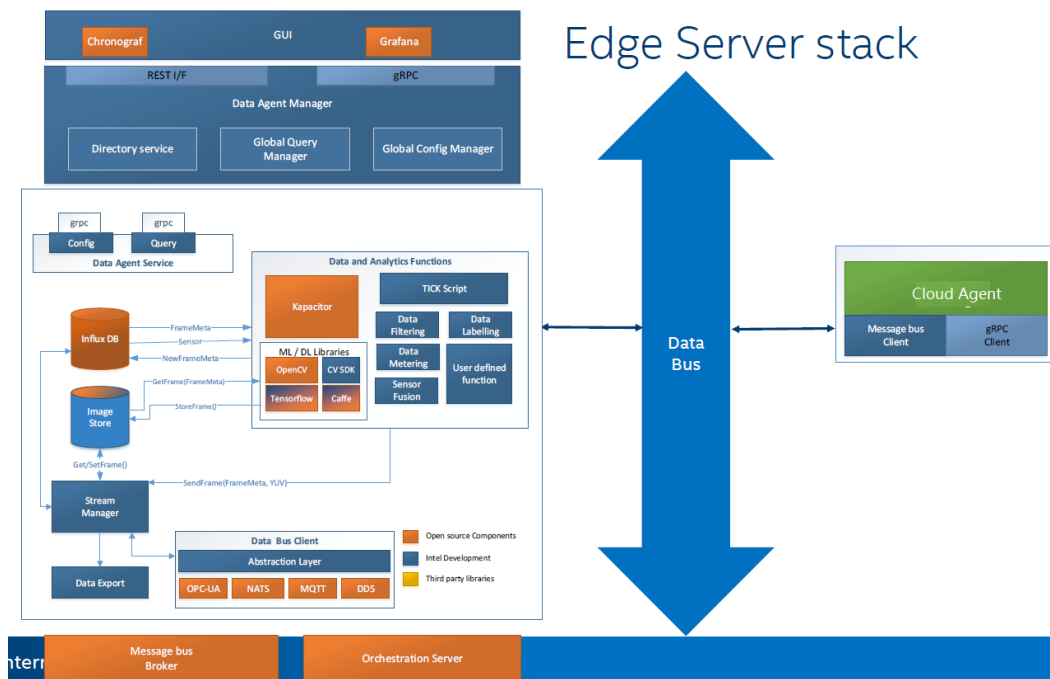 Edge Server stack
GUI
Chronograf
Grafana
REST I/F
gRPC
Data Agent Manager
Directory service
Global Query
Manager
Global Config Manager
grpc
grpc
Config
Query
Data Agent Service
Data and Analytics Functions
Kapacitor
TICK Script
Data
Filtering
Data
Labelling
Data
Metering
User defined
function
Sensor
Fusion
ML / DL Libraries
OpenCV
CV SDK
Tensorflow
Caffe
Influx DB
FrameMeta
Sensor
NewFrameMeta
GetFrame(FrameMeta)
StoreFrame()
Image
Store
Get/SetFrame()
SendFrame(FrameMeta, YUV)
Stream
Manager
Data Export
Data Bus Client
Abstraction Layer
OPC-UA
NATS
MQTT
DDS
Open source Components
Intel Development
Third party libraries
Data
Bus
Cloud Agent
Message bus
Client
gRPC
Client
Message bus
Broker
Orchestration Server